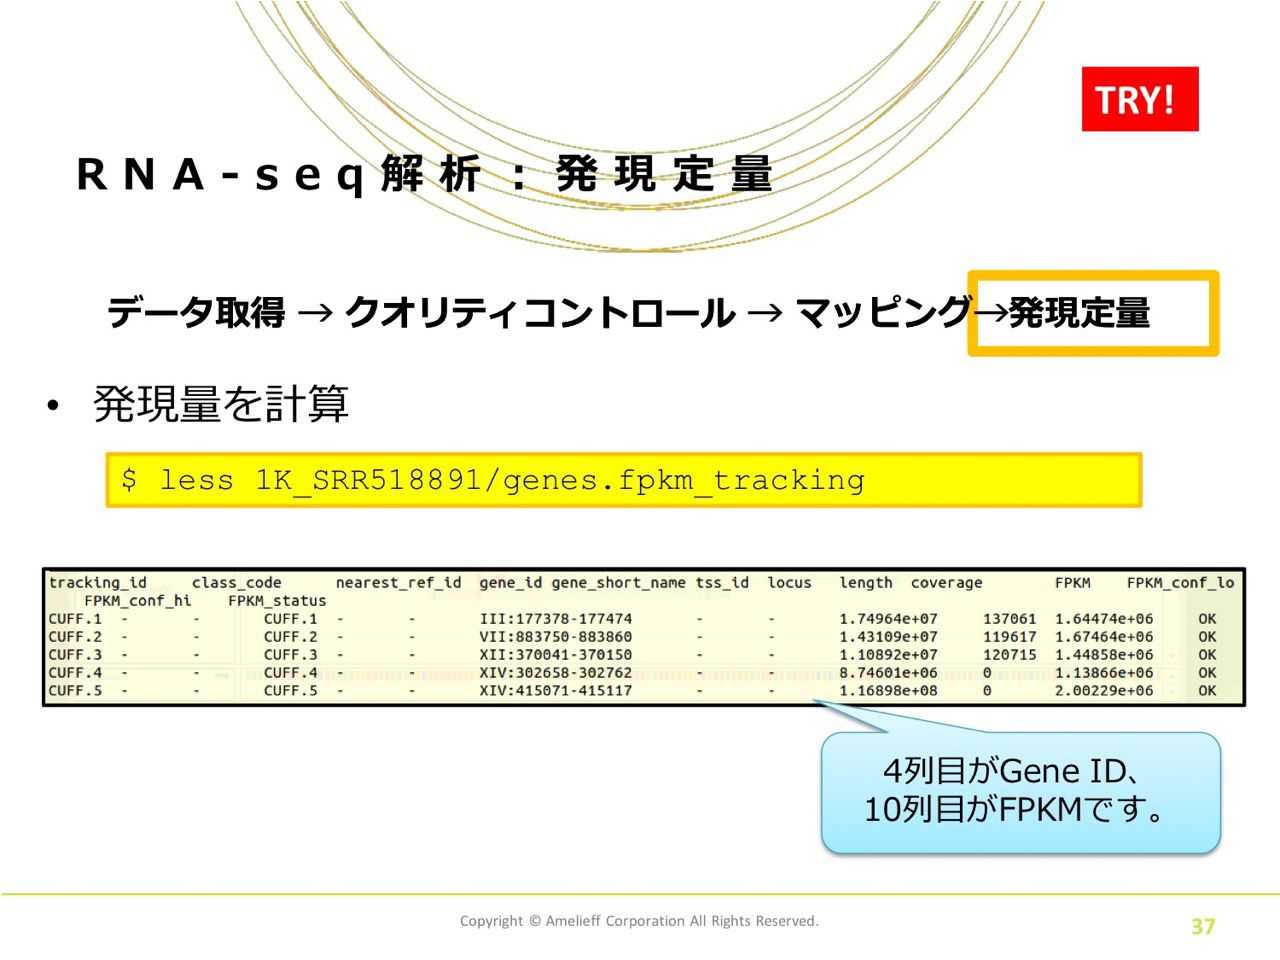 TRY!
RNA-seq解析：発現定量
データ取得 → クオリティコントロール → マッピング→発現定量
• 発現量を計算
$ less 1K_SRR518891/genes.fpkm_tracking
tracking_id class_code nearest_ref_id gene_id gene_short_name tss_id locus length coverage FPKM FPKM_conf_lo
FPKM_conf_hi FPKM_status
CUFF.1 - - CUFF.1 - - III:177378-177474 - - 1.74964e+07 137061 1.64474e+06 OK
CUFF.2 - - CUFF.2 - - VII:883750-883860 - - 1.43109e+07 119617 1.67464e+06 OK
CUFF.3 - - CUFF.3 - - XII:370041-370150 - - 1.10892e+07 120715 1.44858e+06 OK
CUFF.4 - - CUFF.4 - - XIV:302658-302762 - - 8.74601e+06 0 1.13866e+06 OK
CUFF.5 - - CUFF.5 - - XIV:415071-415117 - - 1.16898e+08 0 2.00229e+06 OK
4列目がGene ID、
10列目がFPKMです。
Copyright © Amelieff Corporation All Rights Reserved.
37